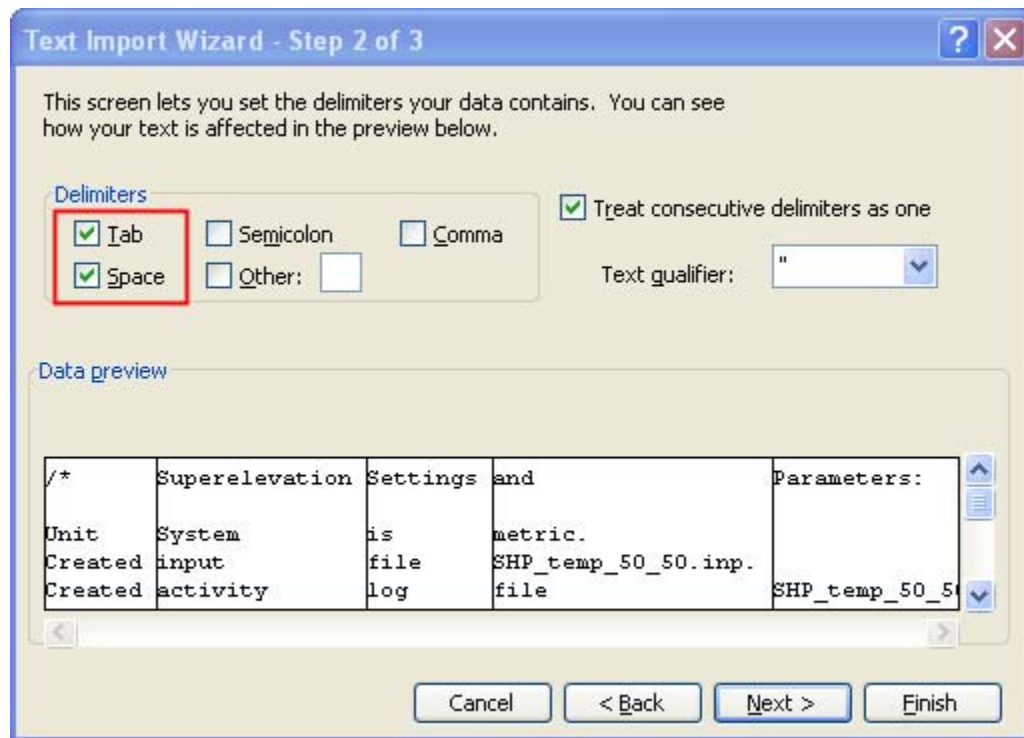 Text Import Wizard - Step 2 of 3
This screen lets you set the delimiters your data contains. You can see
how your text is affected in the preview below.
Delimiters
Tab Semicolon Comma
Space Other:
Treat consecutive delimiters as one
Text qualifier: "
Data preview
/* Superelevation Settings and Parameters:
Unit System is metric.
Created input file SHP_temp_50_50.inp.
Created activity log file SHP_temp_50_5
Cancel < Back Next > Finish